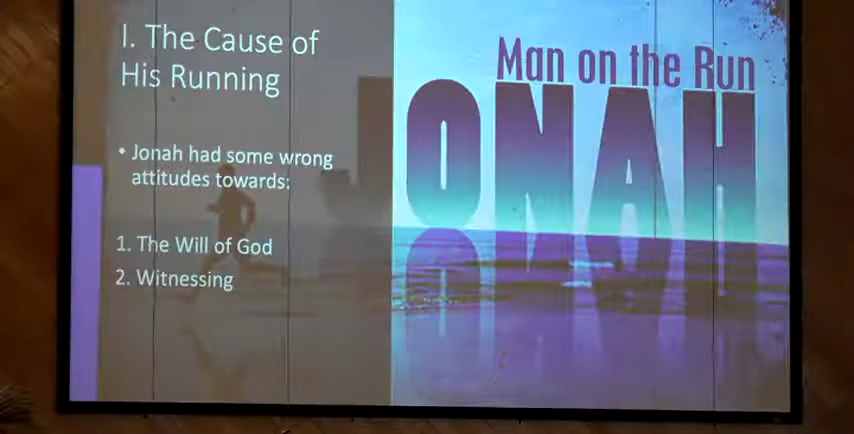 I. The Cause of
His Running
• Jonah had some wrong
attitudes towards:
1. The Will of God
2. Witnessing
Man on the Run
JONAH